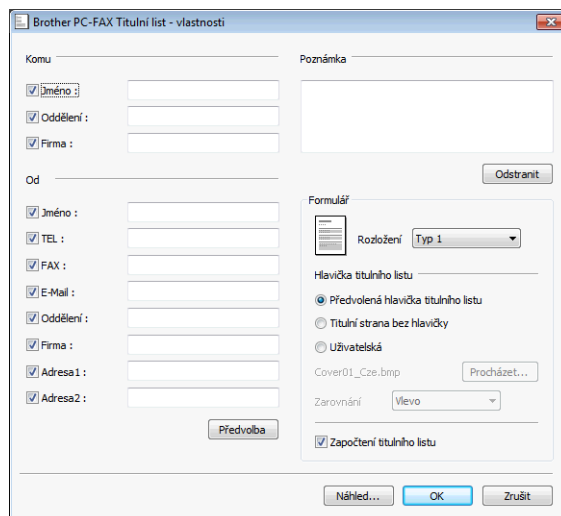 Brother PC-FAX Titulní list - vlastnosti
Komu
Jméno :
Oddělení :
Firma :
Od
Jméno :
TEL :
FAX :
E-Mail :
Oddělení :
Firma :
Adresa1 :
Adresa2 :
Předvolba
Poznámka
Odstranit
Formulář
Rozložení Typ 1
Hlavička titulního listu
Předvolená hlavička titulního listu
Titulní strana bez hlavičky
Uživatelská
Cover01_Cze.bmp Procházet...
Zarovnání Vlevo
Započtení titulního listu
Náhled... OK Zrušit